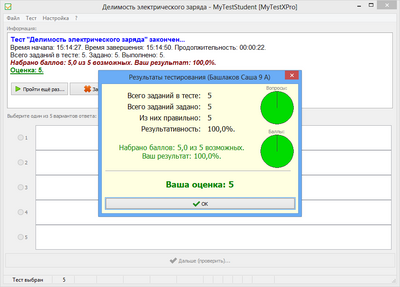 Делимость электрического заряда - MyTestStudent [MyTestXPro]
Файл Тест Настройка ?
Информация:
Тест "Делимость электрического заряда" закончен...
Время начала: 15:14:27. Время завершения: 15:14:50. Продолжительность: 00:00:22.
Всего заданий в тесте: 5. Задано: 5. Выполнено: 5.
Набрано баллов: 5,0 из 5 возможных. Ваш результат: 100,0%.
Оценка: 5.
Пройти ещё раз...
За
Выберите один из 5 вариантов ответа:
1
2
3
4
5
Результаты тестирования (Башлаков Саша 9 А)
Всего заданий в тесте: 5
Всего заданий задано: 5
Из них правильно: 5
Результативность: 100,0%.
Вопросы:
Баллы:
Набрано баллов: 5,0 из 5 возможных.
Ваш результат: 100,0%.
Ваша оценка: 5
OK
Дальше (проверить)...
Тест выбран 5